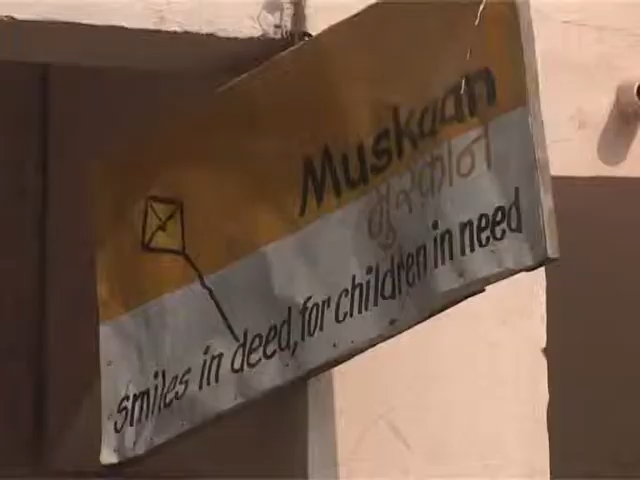 Muskaan
मुस्कान
smiles in deed, for children in need